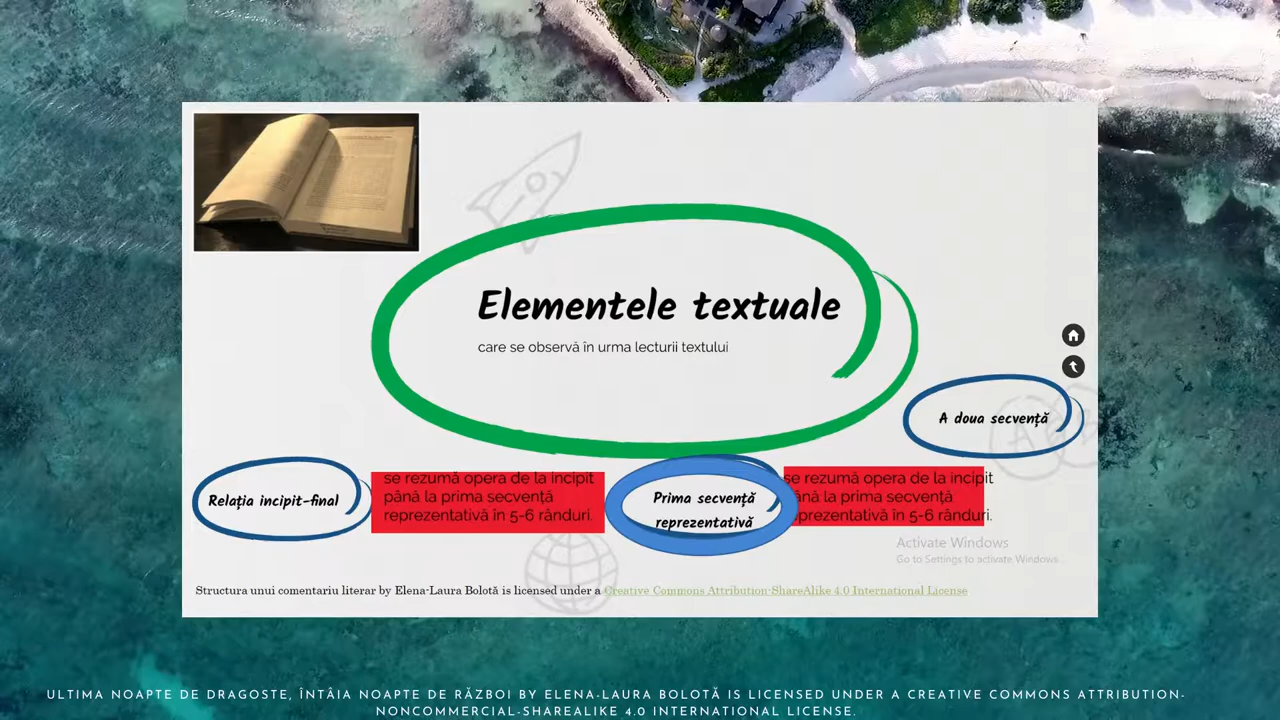 Elementele textuale
care se observă în urma lecturii textului
A doua secvență
Relația incipit-final
se rezumă opera de la incipit
până la prima secvență
reprezentativă în 5-6 rânduri.
Prima secvență
reprezentativă
se rezumă opera de la incipit
până la prima secvență
reprezentativă în 5-6 rânduri.
Activate Windows
Go to Settings to activate Windows
Structura unui comentariu literar by Elena-Laura Bolotă is licensed under a Creative Commons Attribution-ShareAlike 4.0 International License
ULTIMA NOAPTE DE DRAGOSTE, ÎNTÂIA NOAPTE DE RĂZBOI BY ELENA-LAURA BOLOTĂ IS LICENSED UNDER A CREATIVE COMMONS ATTRIBUTION-
NONCOMMERCIAL-SHAREALIKE 4.0 INTERNATIONAL LICENSE.